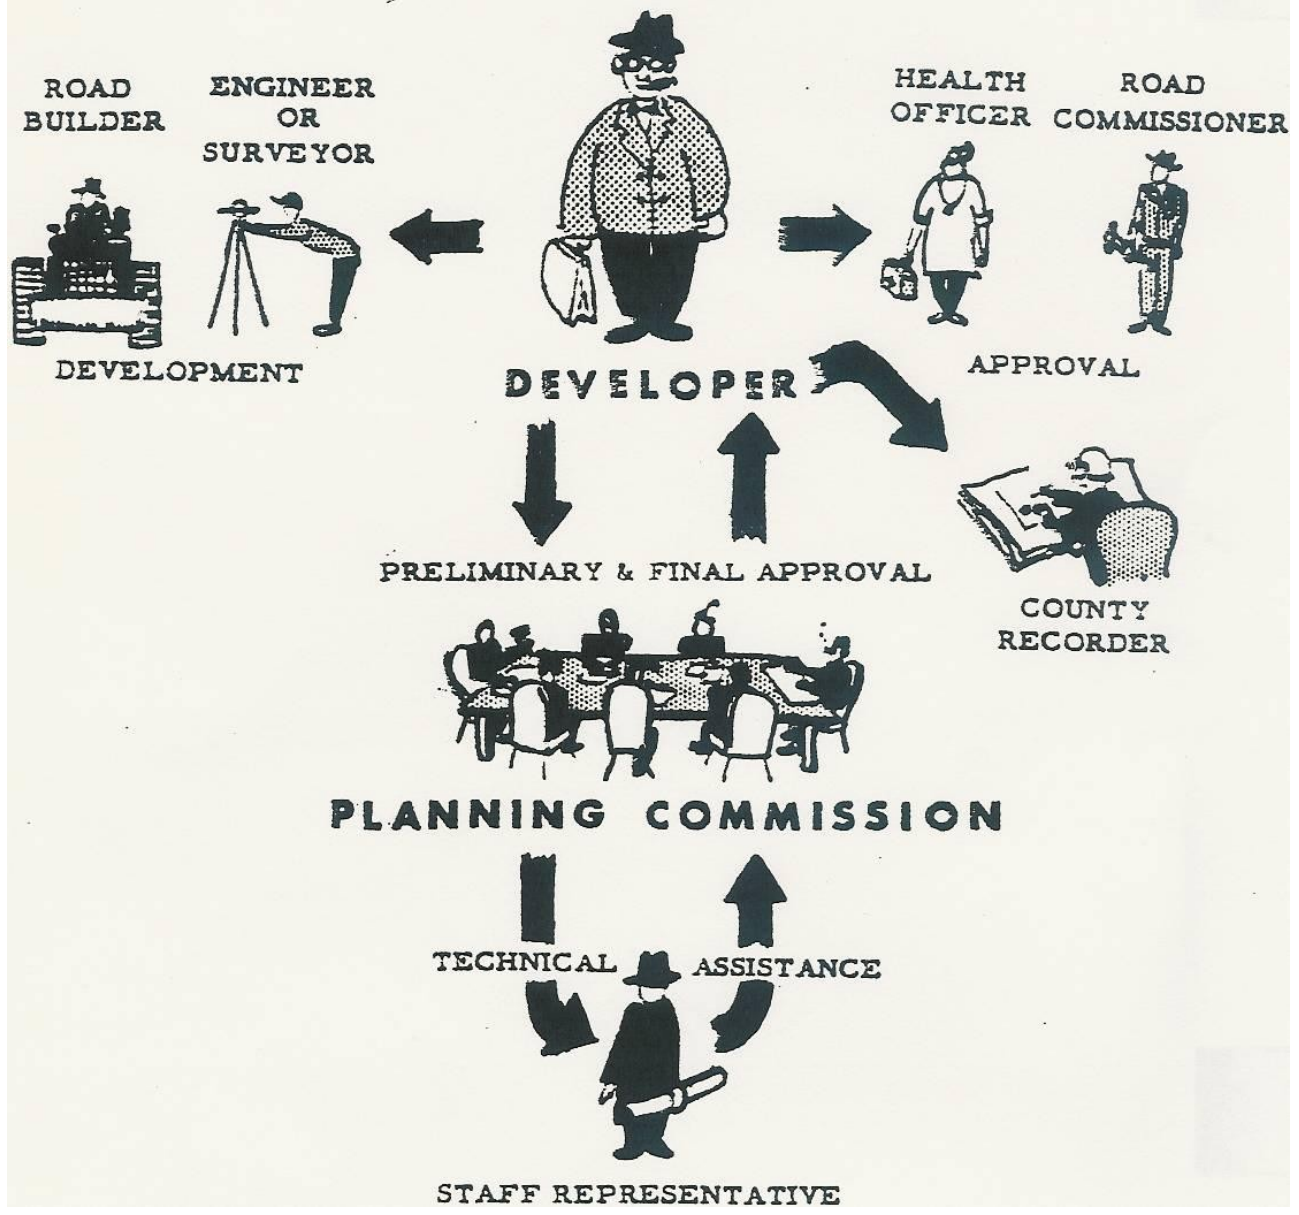 ROAD
BUILDER
ENGINEER
OR
SURVEYOR
HEALTH
OFFICER
ROAD
COMMISSIONER
DEVELOPMENT
DEVELOPER
APPROVAL
PRELIMINARY & FINAL APPROVAL
COUNTY
RECORDER
PLANNING COMMISSION
TECHNICAL ASSISTANCE
STAFF REPRESENTATIVE